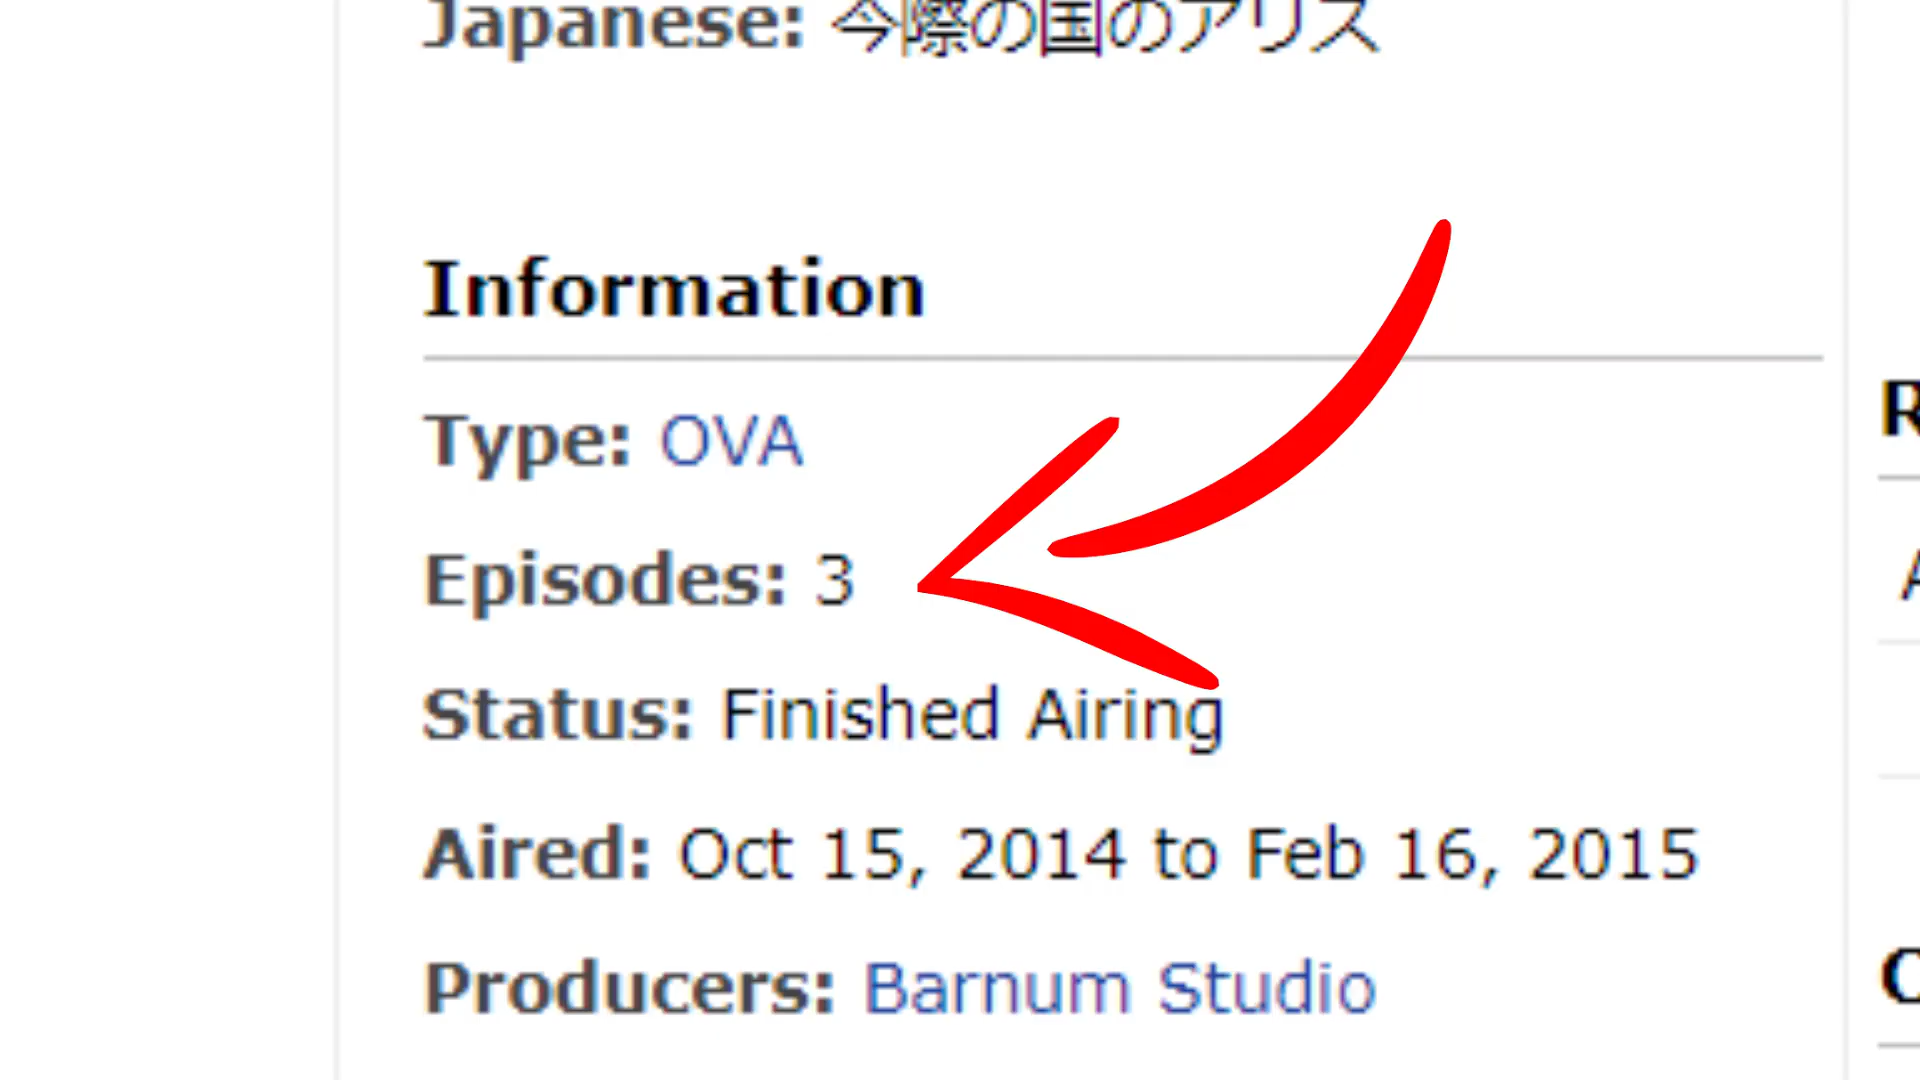 Japanese: 今際の国のアリス
Information
Type: OVA
Episodes: 3
Status: Finished Airing
Aired: Oct 15, 2014 to Feb 16, 2015
Producers: Barnum Studio